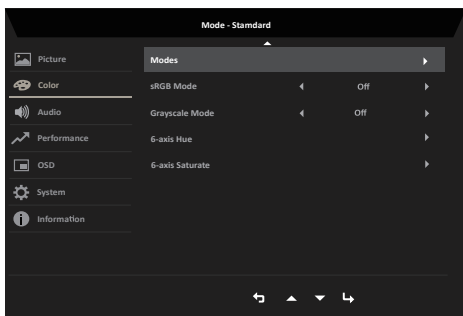 Mode - Stamdard
Picture
Modes
Color
sRGB Mode Off
Audio
Grayscale Mode Off
Performance
6-axis Hue
OSD
6-axis Saturate
System
Information